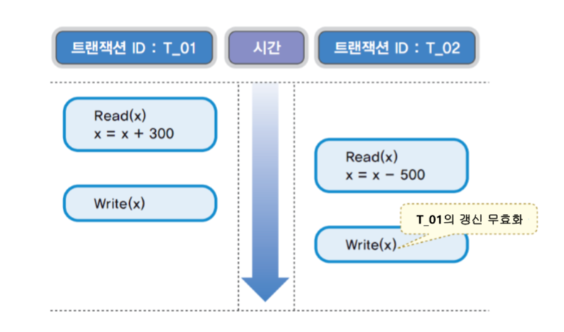 트랜잭션 ID : T_01
시간
트랜잭션 ID : T_02
Read(x)
x = x + 300
Read(x)
x = x - 500
Write(x)
T_01의 갱신 무효화
Write(x)